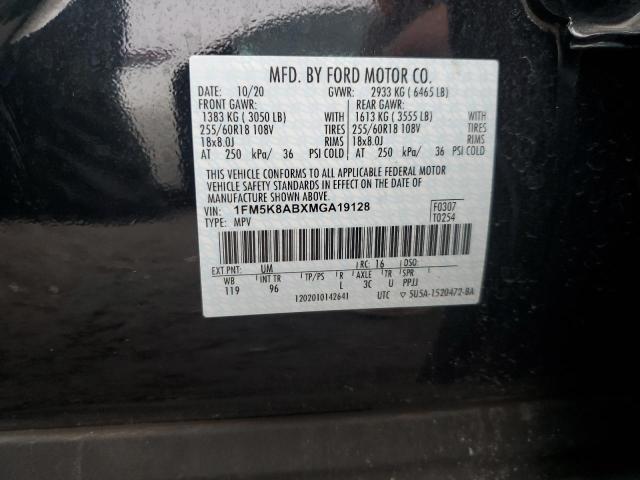 MFD. BY FORD MOTOR CO.
DATE: 10/20 GVWR: 2933 KG ( 6465 LB)
FRONT GAWR: REAR GAWR:
1383 KG ( 3050 LB) WITH 1613 KG ( 3555 LB) WITH
255/60R18 108V TIRES 255/60R18 108V TIRES
18x8.0J RIMS 18x8.0J RIMS
AT 250 kPa/ 36 PSI COLD AT 250 kPa/ 36 PSI COLD
THIS VEHICLE CONFORMS TO ALL APPLICABLE FEDERAL MOTOR
VEHICLE SAFETY STANDARDS IN EFFECT ON THE DATE OF
MANUFACTURE SHOWN ABOVE.
VIN: 1FM5K8ABXMGA19128 F0307
TYPE: MPV T0254
EXT PNT: UM RC: 16 DSO:
WB INT TR TP/PS R AXLE TR SPR
119 96 L 3C U PPJJ
1202010142641 UTC ▽ 5U5A-1520472-BA